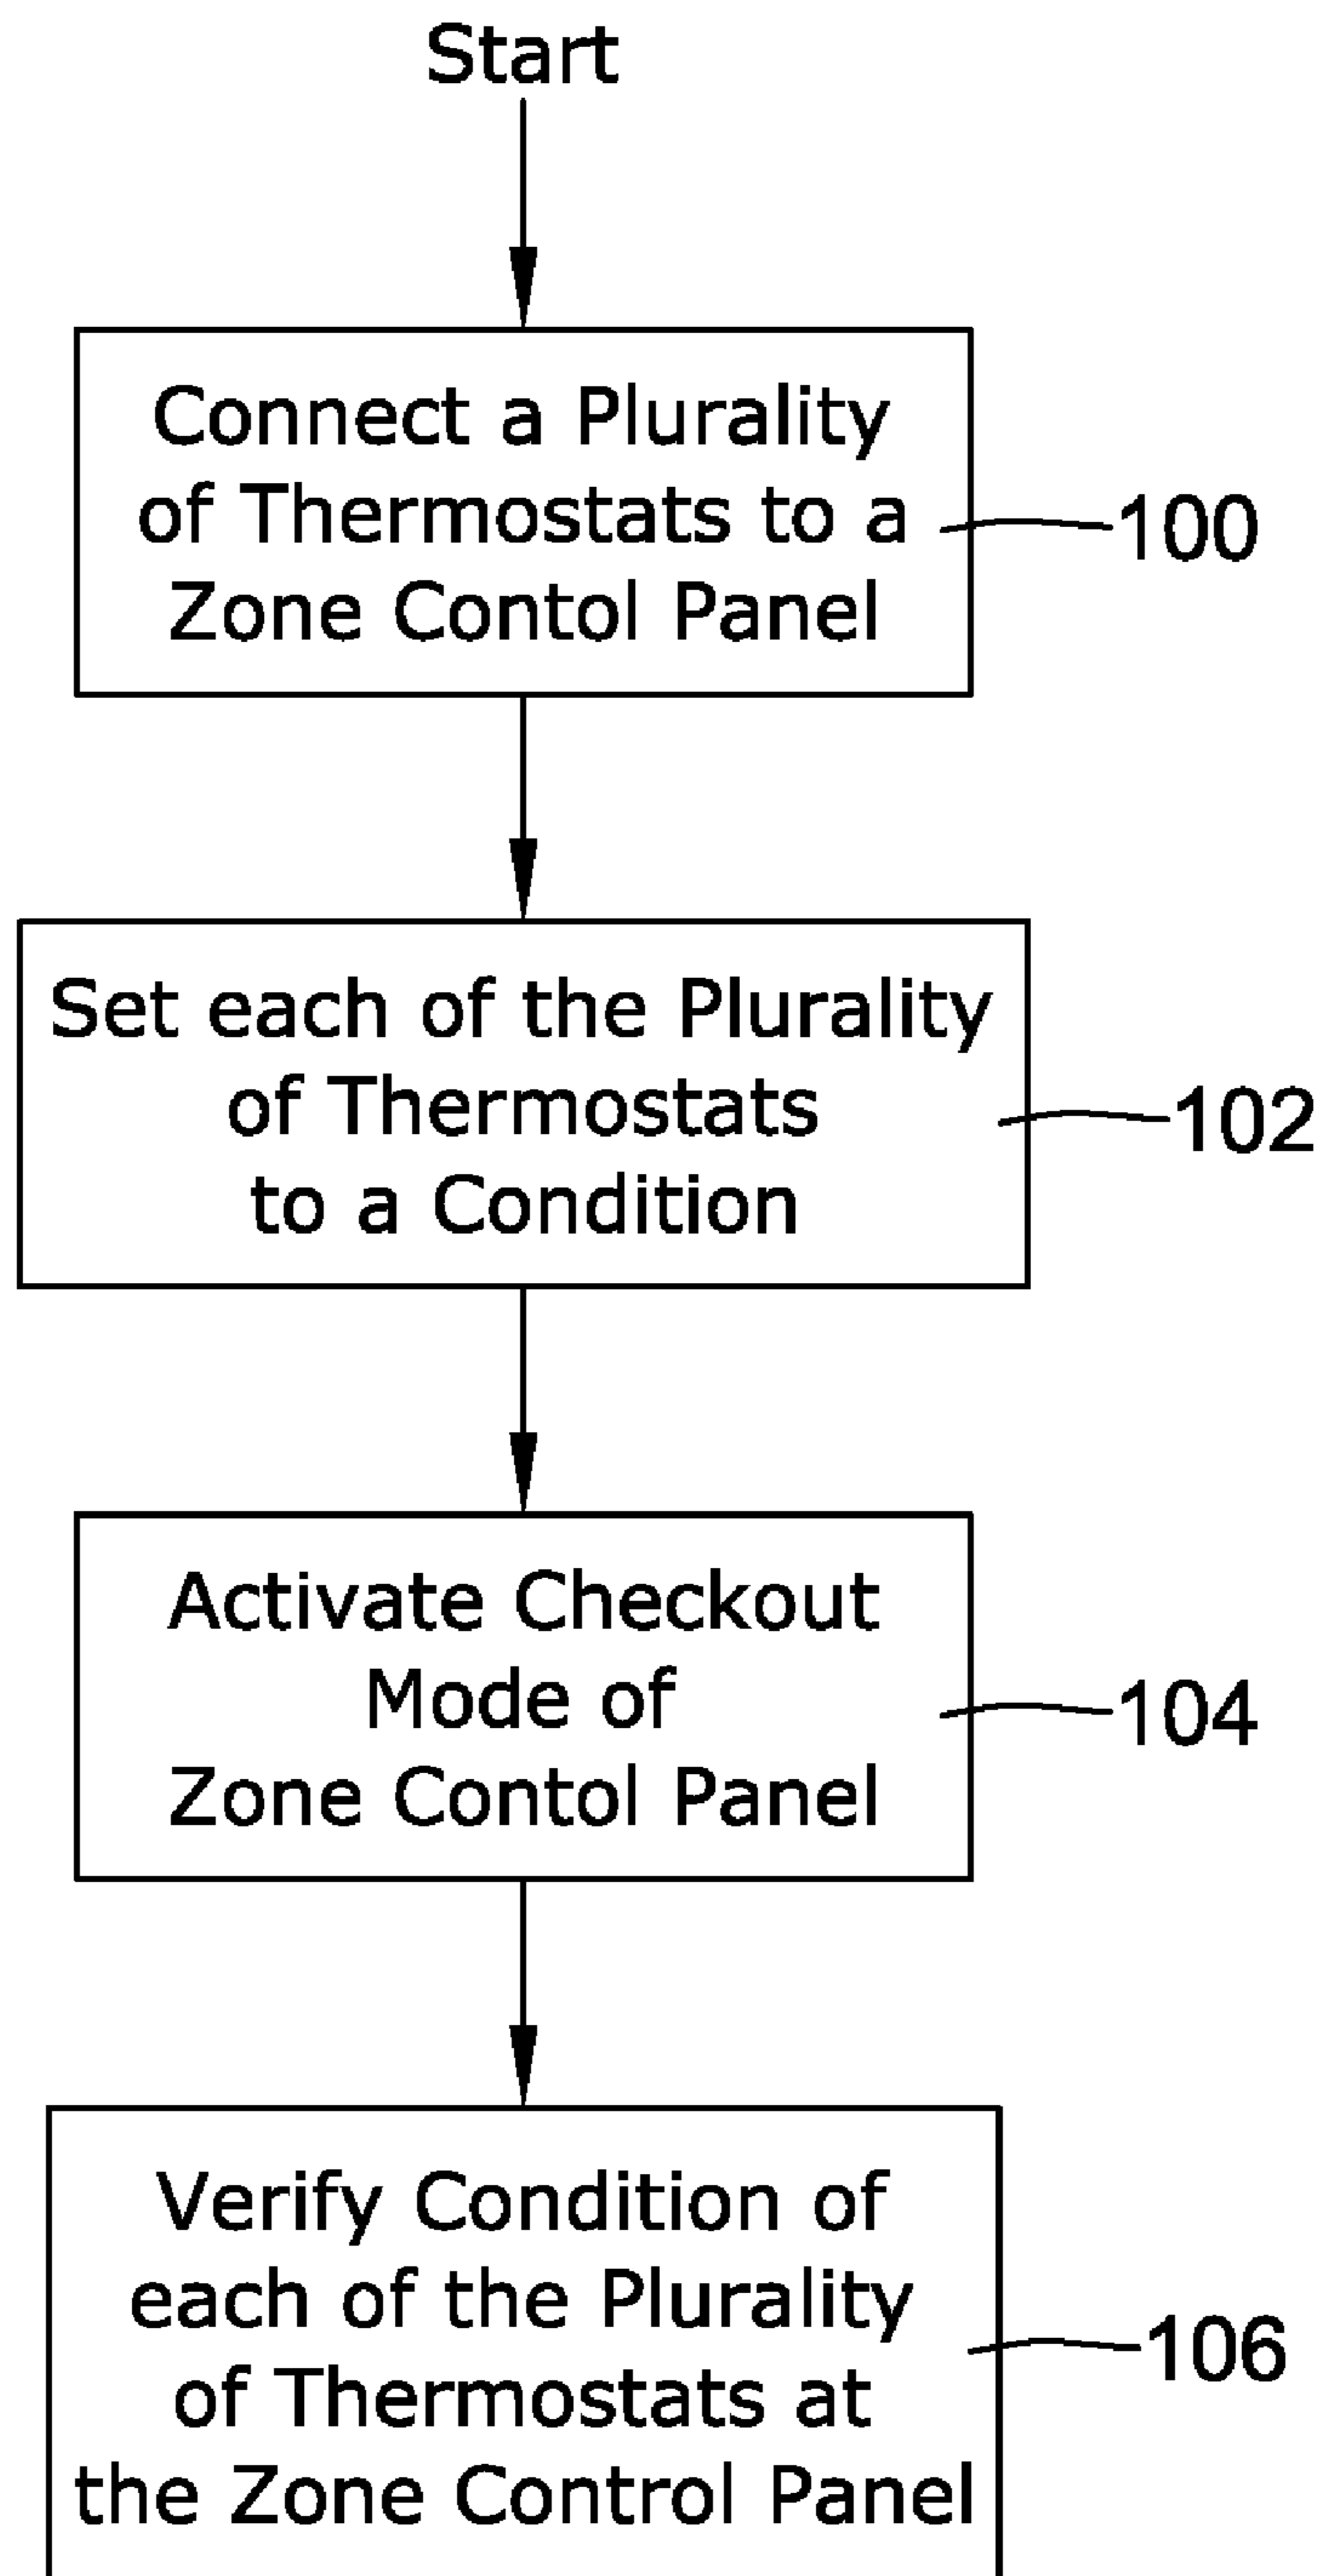 Start
Connect a Plurality
of Thermostats to a
Zone Contol Panel
100
Set each of the Plurality
of Thermostats
to a Condition
102
Activate Checkout
Mode of
Zone Contol Panel
104
Verify Condition of
each of the Plurality
of Thermostats at
the Zone Control Panel
106